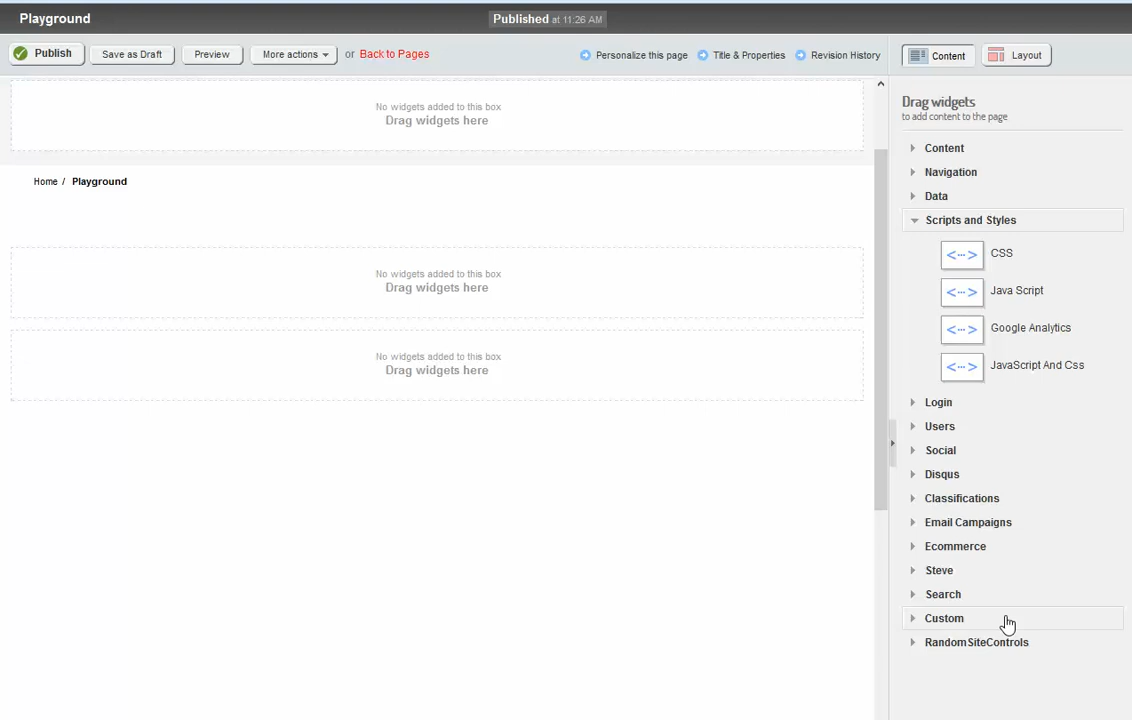 Playground
Published at 11:26 AM
Publish
Save as Draft
Preview
More actions
or Back to Pages
Personalize this page
Title & Properties
Revision History
Content
Layout
No widgets added to this box
Drag widgets here
Home / Playground
No widgets added to this box
Drag widgets here
No widgets added to this box
Drag widgets here
Drag widgets
to add content to the page
Content
Navigation
Data
Scripts and Styles
<...> CSS
<...> Java Script
<...> Google Analytics
<...> JavaScript And Css
Login
Users
Social
Disqus
Classifications
Email Campaigns
Ecommerce
Steve
Search
Custom
RandomSiteControls